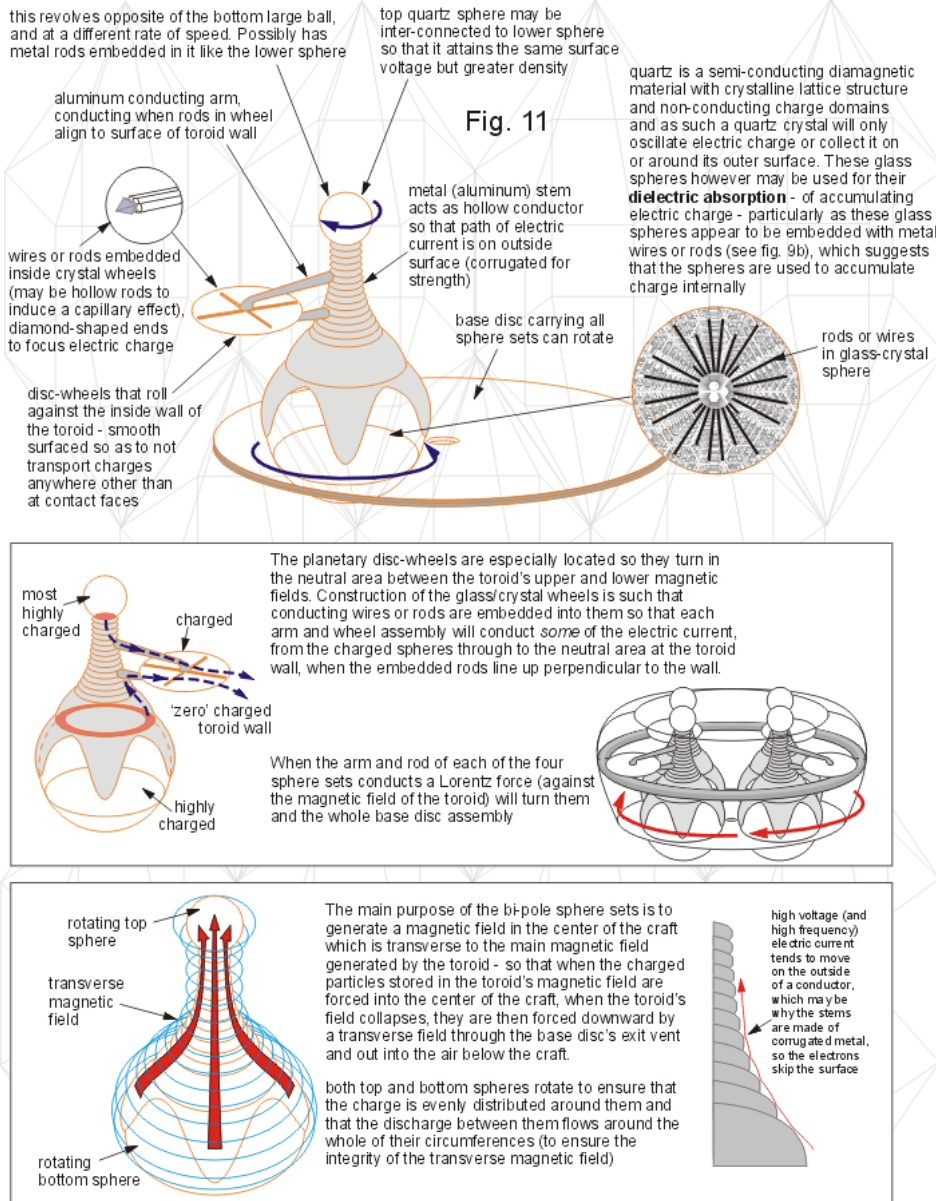 this revolves opposite of the bottom large ball,
and at a different rate of speed. Possibly has
metal rods embedded in it like the lower sphere
top quartz sphere may be
inter-connected to lower sphere
so that it attains the same surface
voltage but greater density
quartz is a semi-conducting diamagnetic
material with crystalline lattice structure
and non-conducting charge domains
and as such a quartz crystal will only
oscillate electric charge or collect it on
or around its outer surface. These glass
spheres however may be used for their
dielectric absorption - of accumulating
electric charge - particularly as these glass
spheres appear to be embedded with metal
wires or rods (see fig. 9b), which suggests
that the spheres are used to accumulate
charge internally
aluminum conducting arm,
conducting when rods in wheel
align to surface of toroid wall
Fig. 11
metal (aluminum) stem
acts as hollow conductor
so that path of electric
current is on outside
surface (corrugated for
strength)
wires or rods embedded
inside crystal wheels
(may be hollow rods to
induce a capillary effect),
diamond-shaped ends
to focus electric charge
base disc carrying all
sphere sets can rotate
rods or wires
in glass-crystal
sphere
disc-wheels that roll
against the inside wall of
the toroid - smooth
surfaced so as to not
transport charges
anywhere other than
at contact faces
The planetary disc-wheels are especially located so they turn in
the neutral area between the toroid's upper and lower magnetic
fields. Construction of the glass/crystal wheels is such that
conducting wires or rods are embedded into them so that each
arm and wheel assembly will conduct some of the electric current,
from the charged spheres through to the neutral area at the toroid
wall, when the embedded rods line up perpendicular to the wall.
most
highly
charged
charged
'zero' charged
toroid wall
highly
charged
When the arm and rod of each of the four
sphere sets conducts a Lorentz force (against
the magnetic field of the toroid) will turn them
and the whole base disc assembly
rotating top
sphere
transverse
magnetic
field
rotating
bottom sphere
The main purpose of the bi-pole sphere sets is to
generate a magnetic field in the center of the craft
which is transverse to the main magnetic field
generated by the toroid - so that when the charged
particles stored in the toroid's magnetic field are
forced into the center of the craft, when the toroid's
field collapses, they are then forced downward by
a transverse field through the base disc's exit vent
and out into the air below the craft.
both top and bottom spheres rotate to ensure that
the charge is evenly distributed around them and
that the discharge between them flows around the
whole of their circumferences (to ensure the
integrity of the transverse magnetic field)
high voltage (and
high frequency)
electric current
tends to move
on the outside
of a conductor,
which may be
why the stems
are made of
corrugated metal,
so the electrons
skip the surface